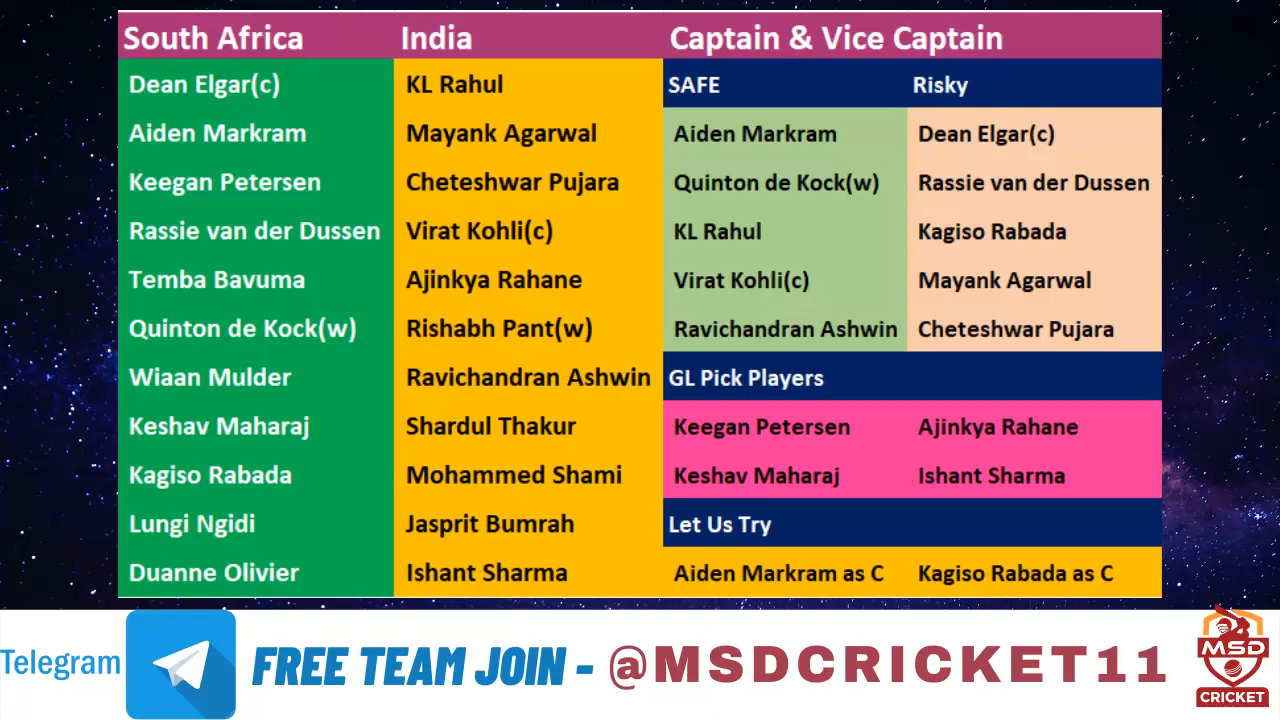 South Africa India Captain & Vice Captain
Dean Elgar(c) KL Rahul SAFE Risky
Aiden Markram Mayank Agarwal Aiden Markram Dean Elgar(c)
Keegan Petersen Cheteshwar Pujara Quinton de Kock(w) Rassie van der Dussen
Rassie van der Dussen Virat Kohli(c) KL Rahul Kagiso Rabada
Temba Bavuma Ajinkya Rahane Virat Kohli(c) Mayank Agarwal
Quinton de Kock(w) Rishabh Pant(w) Ravichandran Ashwin Cheteshwar Pujara
Wiaan Mulder Ravichandran Ashwin GL Pick Players
Keshav Maharaj Shardul Thakur Keegan Petersen Ajinkya Rahane
Kagiso Rabada Mohammed Shami Keshav Maharaj Ishant Sharma
Lungi Ngidi Jasprit Bumrah Let Us Try
Duanne Olivier Ishant Sharma Aiden Markram as C Kagiso Rabada as C
Telegram FREE TEAM JOIN - @MSDCRICKET11
MSD
CRICKET